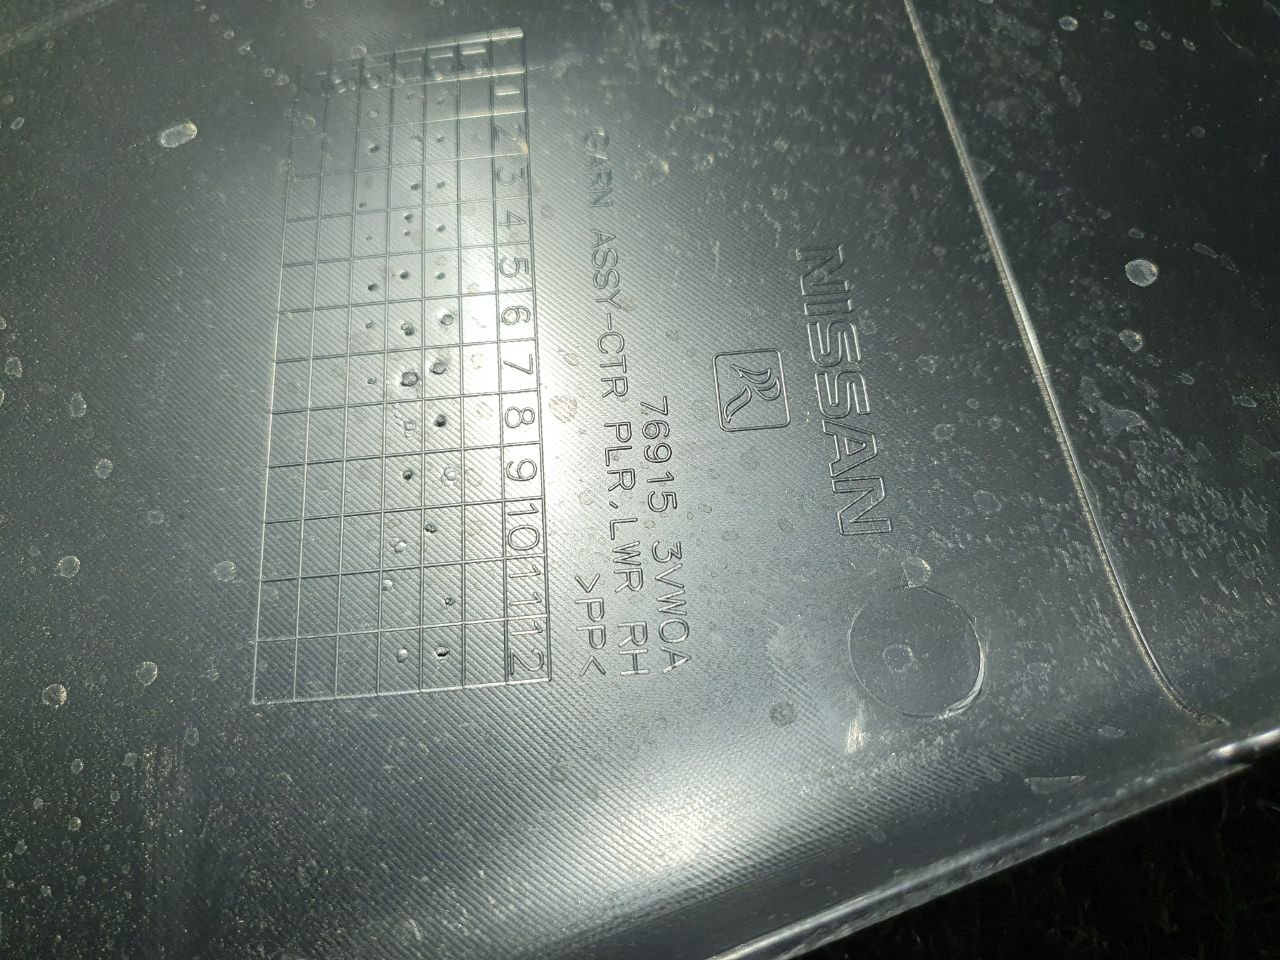 NISSAN
76915 3VW0A
GARN ASSY-CTR PLR,LWR RH
>PP<
1 2 3 4 5 6 7 8 9 10 11 12